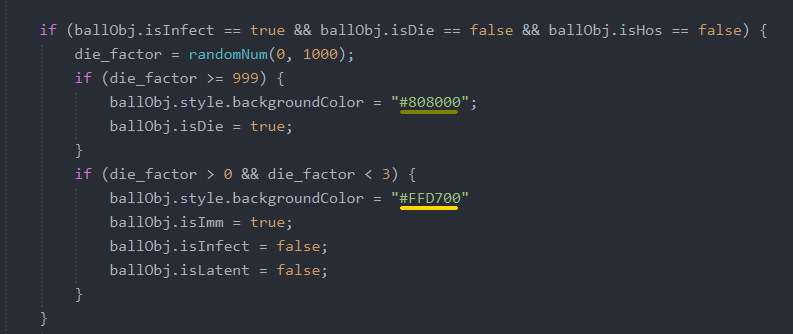 if (ballObj.isInfect == true && ballObj.isDie == false && ballObj.isHos == false) {
die_factor = randomNum(0, 1000);
if (die_factor >= 999) {
ballObj.style.backgroundColor = "#808000";
ballObj.isDie = true;
}
if (die_factor > 0 && die_factor < 3) {
ballObj.style.backgroundColor = "#FFD700"
ballObj.isImm = true;
ballObj.isInfect = false;
ballObj.isLatent = false;
}
}